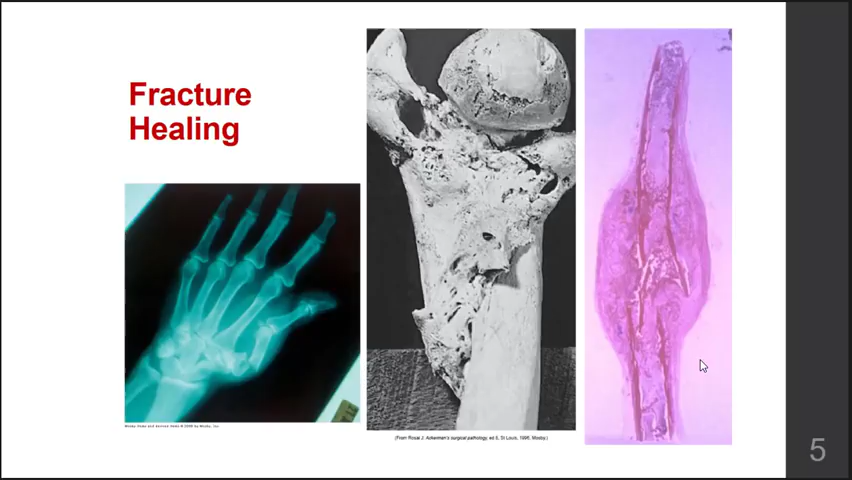 Fracture
Healing
(From Rosai J. Ackerman's surgical pathology, ed 8, St Louis, 1996, Mosby.)
5